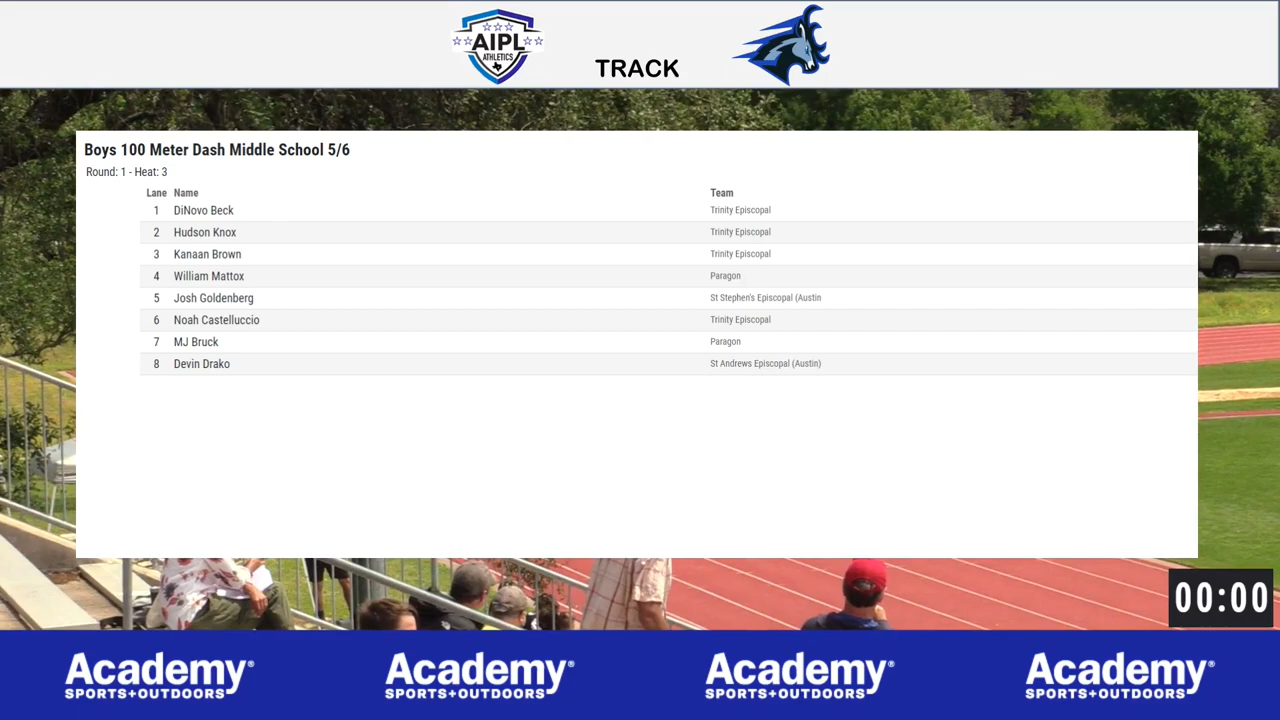 AIPL
ATHLETICS
TRACK
Boys 100 Meter Dash Middle School 5/6
Round: 1 - Heat: 3
Lane Name Team
1 DiNovo Beck Trinity Episcopal
2 Hudson Knox Trinity Episcopal
3 Kanaan Brown Trinity Episcopal
4 William Mattox Paragon
5 Josh Goldenberg St Stephen's Episcopal (Austin
6 Noah Castelluccio Trinity Episcopal
7 MJ Bruck Paragon
8 Devin Drako St Andrews Episcopal (Austin)
00:00
Academy® Academy® Academy® Academy®
SPORTS+OUTDOORS SPORTS+OUTDOORS SPORTS+OUTDOORS SPORTS+OUTDOORS